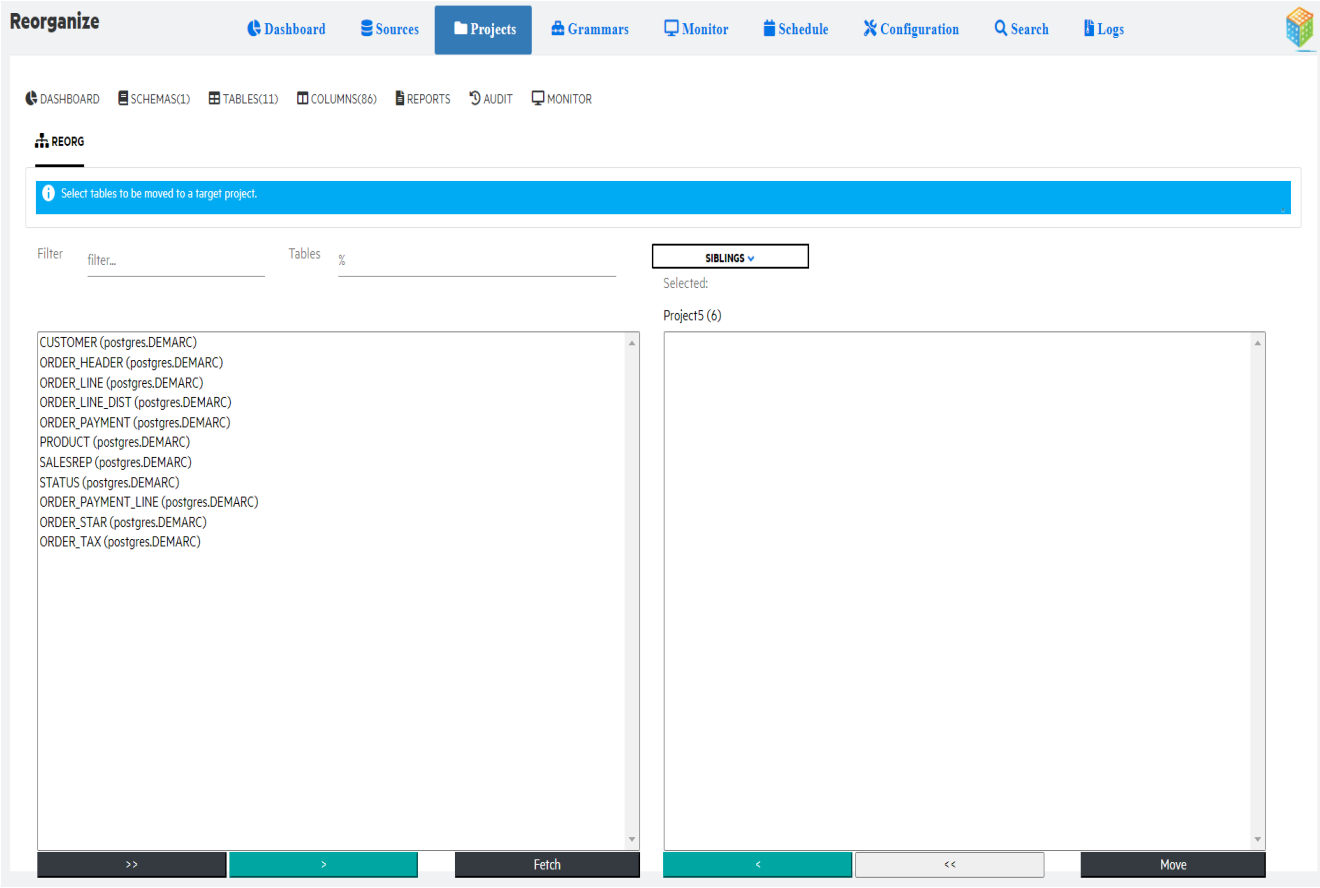 Reorganize
Dashboard Sources Projects Grammars Monitor Schedule Configuration Search Logs
DASHBOARD SCHEMAS(1) TABLES(11) COLUMNS(86) REPORTS AUDIT MONITOR
REORG
Select tables to be moved to a target project.
Filter filter... Tables % SIBLINGS
Selected:
Project5 (6)
CUSTOMER (postgres.DEMARC)
ORDER_HEADER (postgres.DEMARC)
ORDER_LINE (postgres.DEMARC)
ORDER_LINE_DIST (postgres.DEMARC)
ORDER_PAYMENT (postgres.DEMARC)
PRODUCT (postgres.DEMARC)
SALESREP (postgres.DEMARC)
STATUS (postgres.DEMARC)
ORDER_PAYMENT_LINE (postgres.DEMARC)
ORDER_STAR (postgres.DEMARC)
ORDER_TAX (postgres.DEMARC)
>> > Fetch < << Move